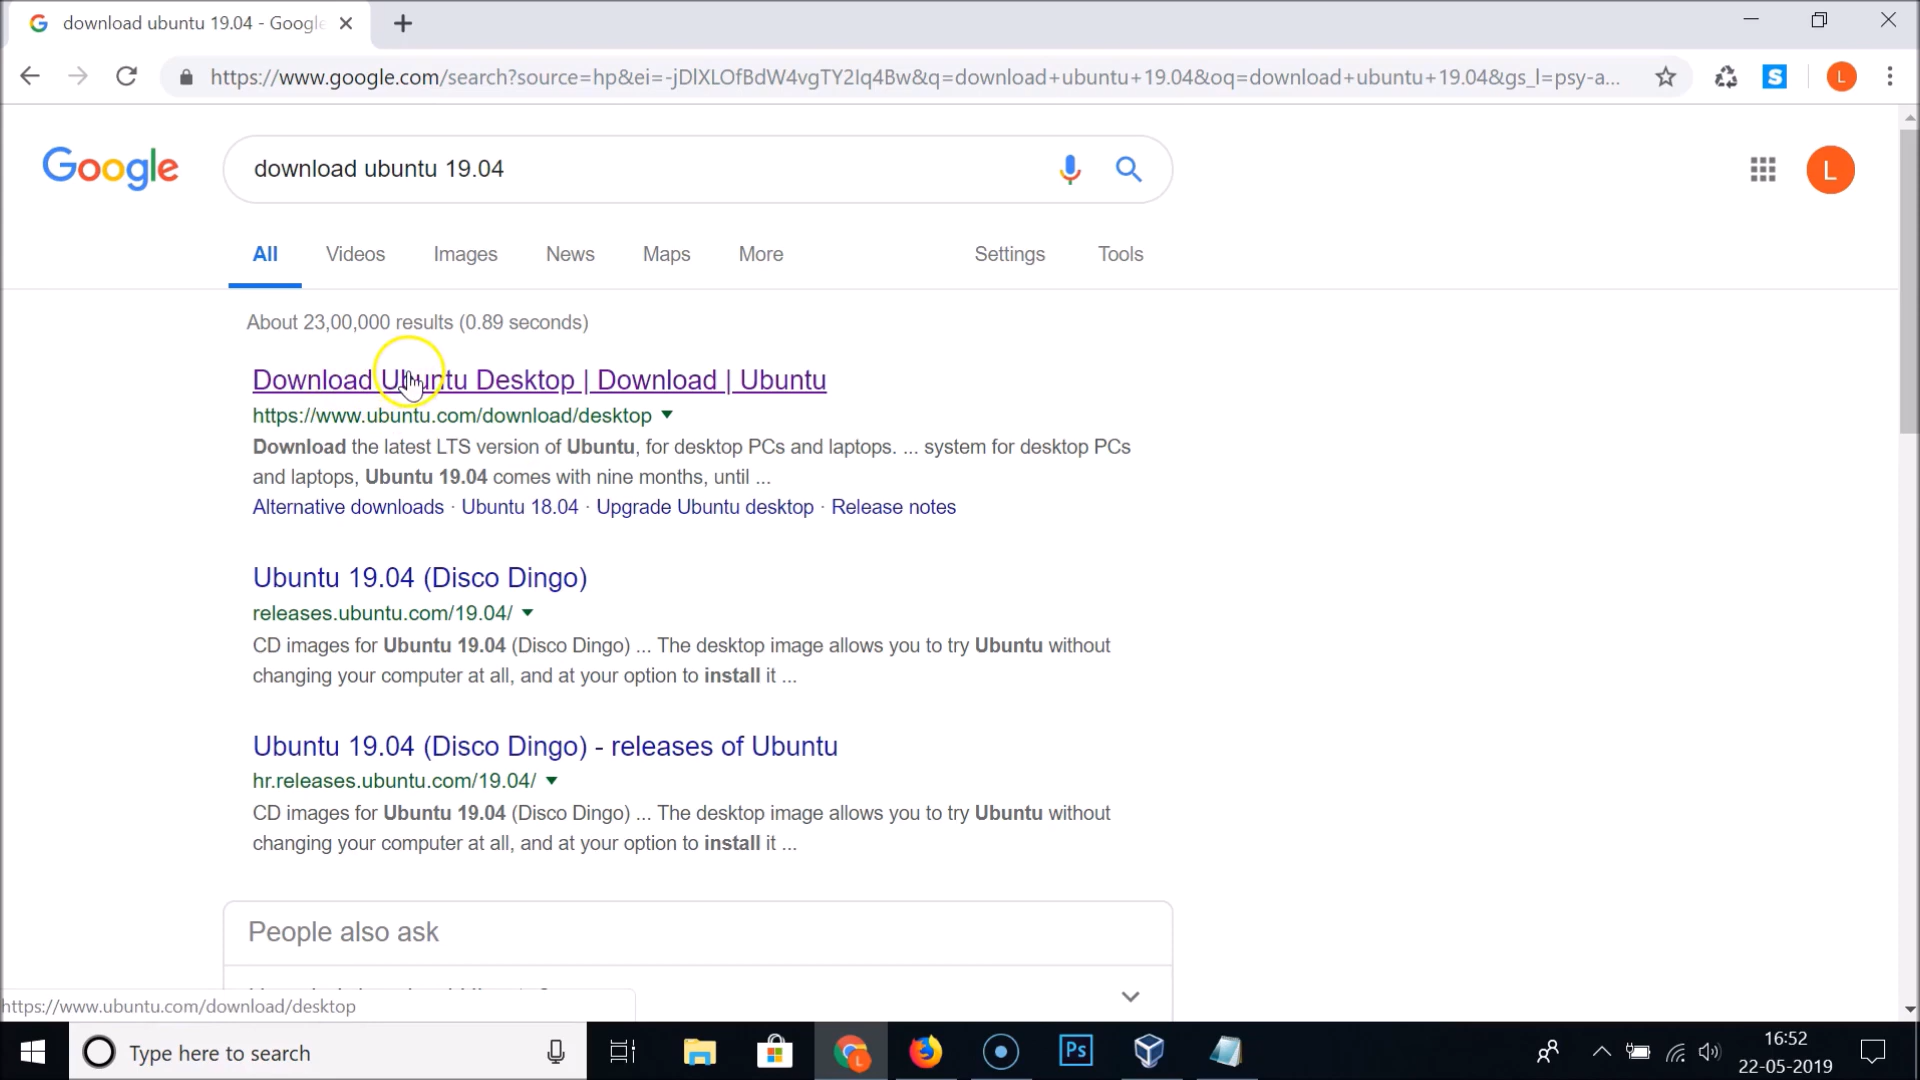 download ubuntu 19.04 - Google
https://www.google.com/search?source=hp&ei=-jDlXLOfBdW4vgTY2Iq4Bw&q=download+ubuntu+19.04&oq=download+ubuntu+19.04&gs_l=psy-a...
S
L
Google
download ubuntu 19.04
L
All Videos Images News Maps More Settings Tools
About 23,00,000 results (0.89 seconds)
Download Ubuntu Desktop | Download | Ubuntu
https://www.ubuntu.com/download/desktop
Download the latest LTS version of Ubuntu, for desktop PCs and laptops. ... system for desktop PCs
and laptops, Ubuntu 19.04 comes with nine months, until ...
Alternative downloads · Ubuntu 18.04 · Upgrade Ubuntu desktop · Release notes
Ubuntu 19.04 (Disco Dingo)
releases.ubuntu.com/19.04/
CD images for Ubuntu 19.04 (Disco Dingo) ... The desktop image allows you to try Ubuntu without
changing your computer at all, and at your option to install it ...
Ubuntu 19.04 (Disco Dingo) - releases of Ubuntu
hr.releases.ubuntu.com/19.04/
CD images for Ubuntu 19.04 (Disco Dingo) ... The desktop image allows you to try Ubuntu without
changing your computer at all, and at your option to install it ...
People also ask
https://www.ubuntu.com/download/desktop
Type here to search
L
Ps
16:52
22-05-2019